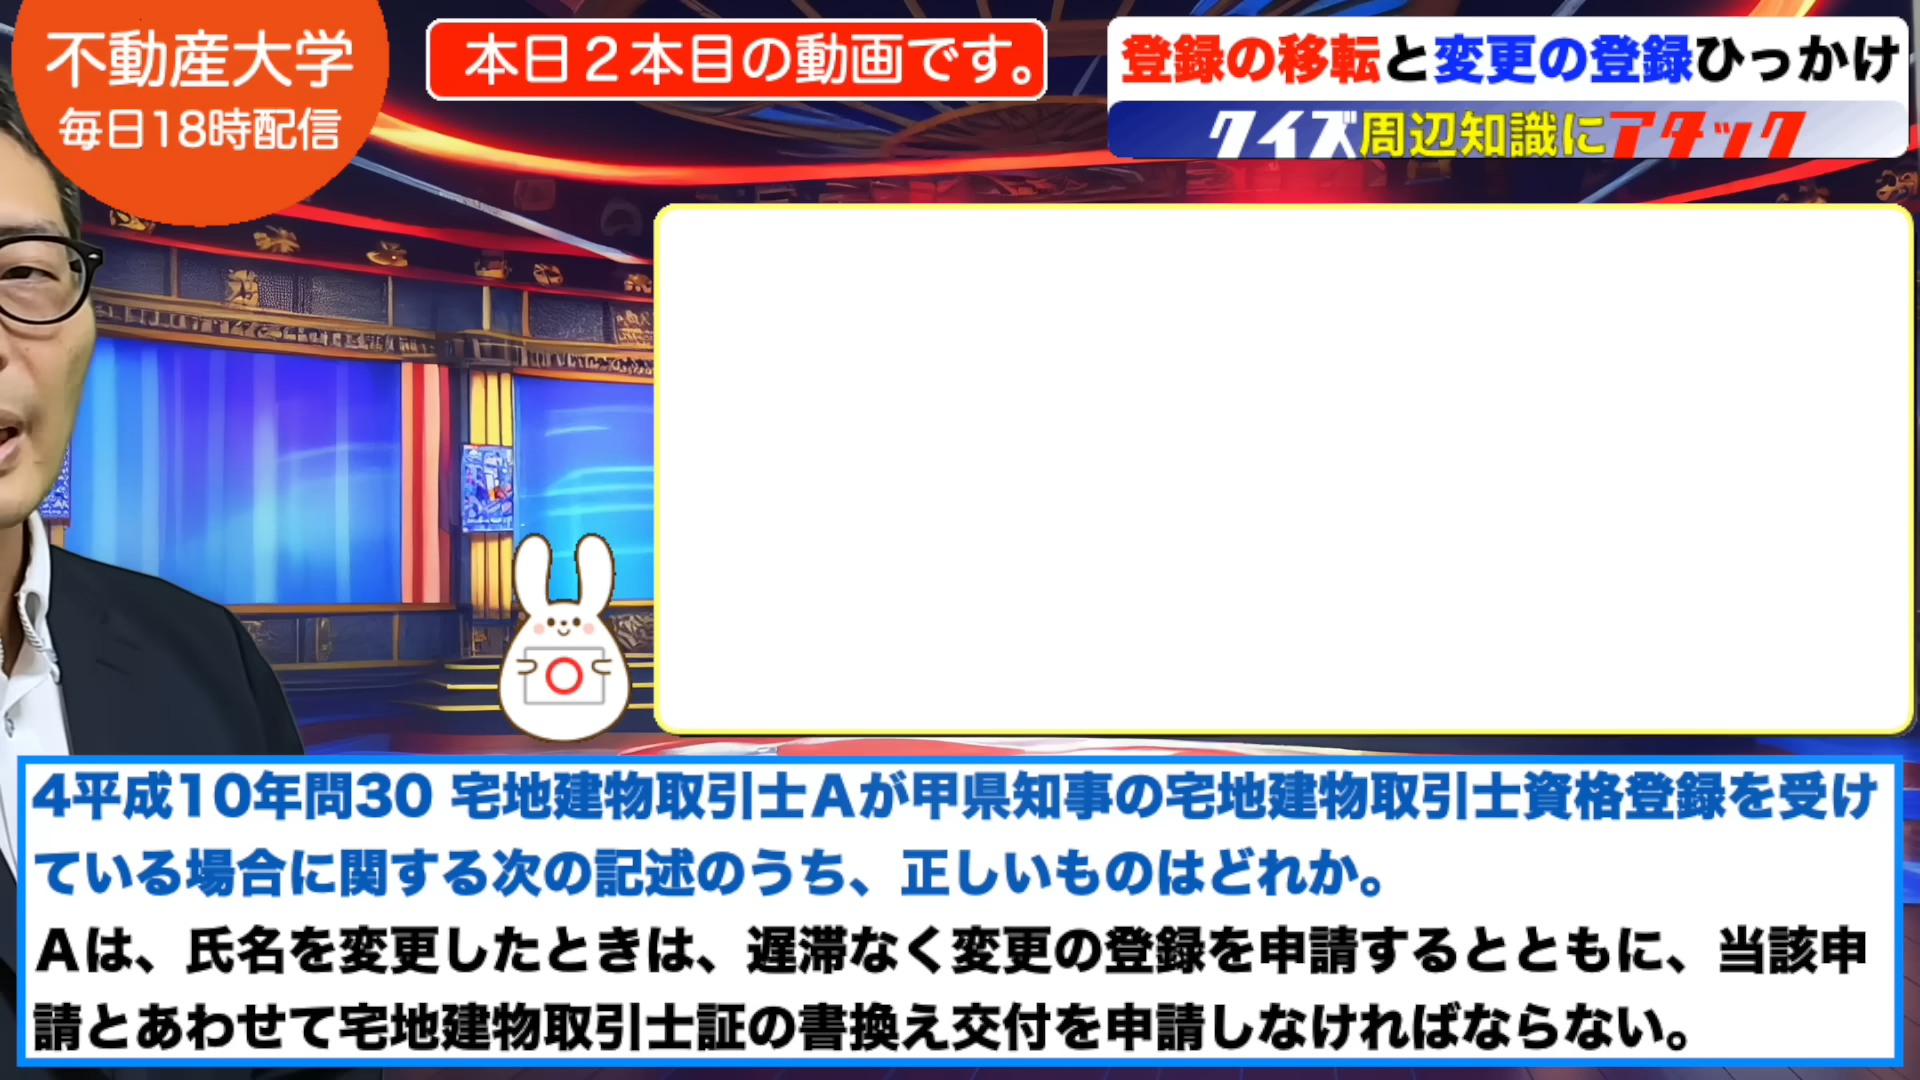 不動産大学
毎日18時配信
本日２本目の動画です。
登録の移転と変更の登録ひっかけ
クイズ周辺知識にアタック
4平成10年問30 宅地建物取引士Aが甲県知事の宅地建物取引士資格登録を受け
ている場合に関する次の記述のうち、正しいものはどれか。
Aは、氏名を変更したときは、遅滞なく変更の登録を申請するとともに、当該申
請とあわせて宅地建物取引士証の書換え交付を申請しなければならない。